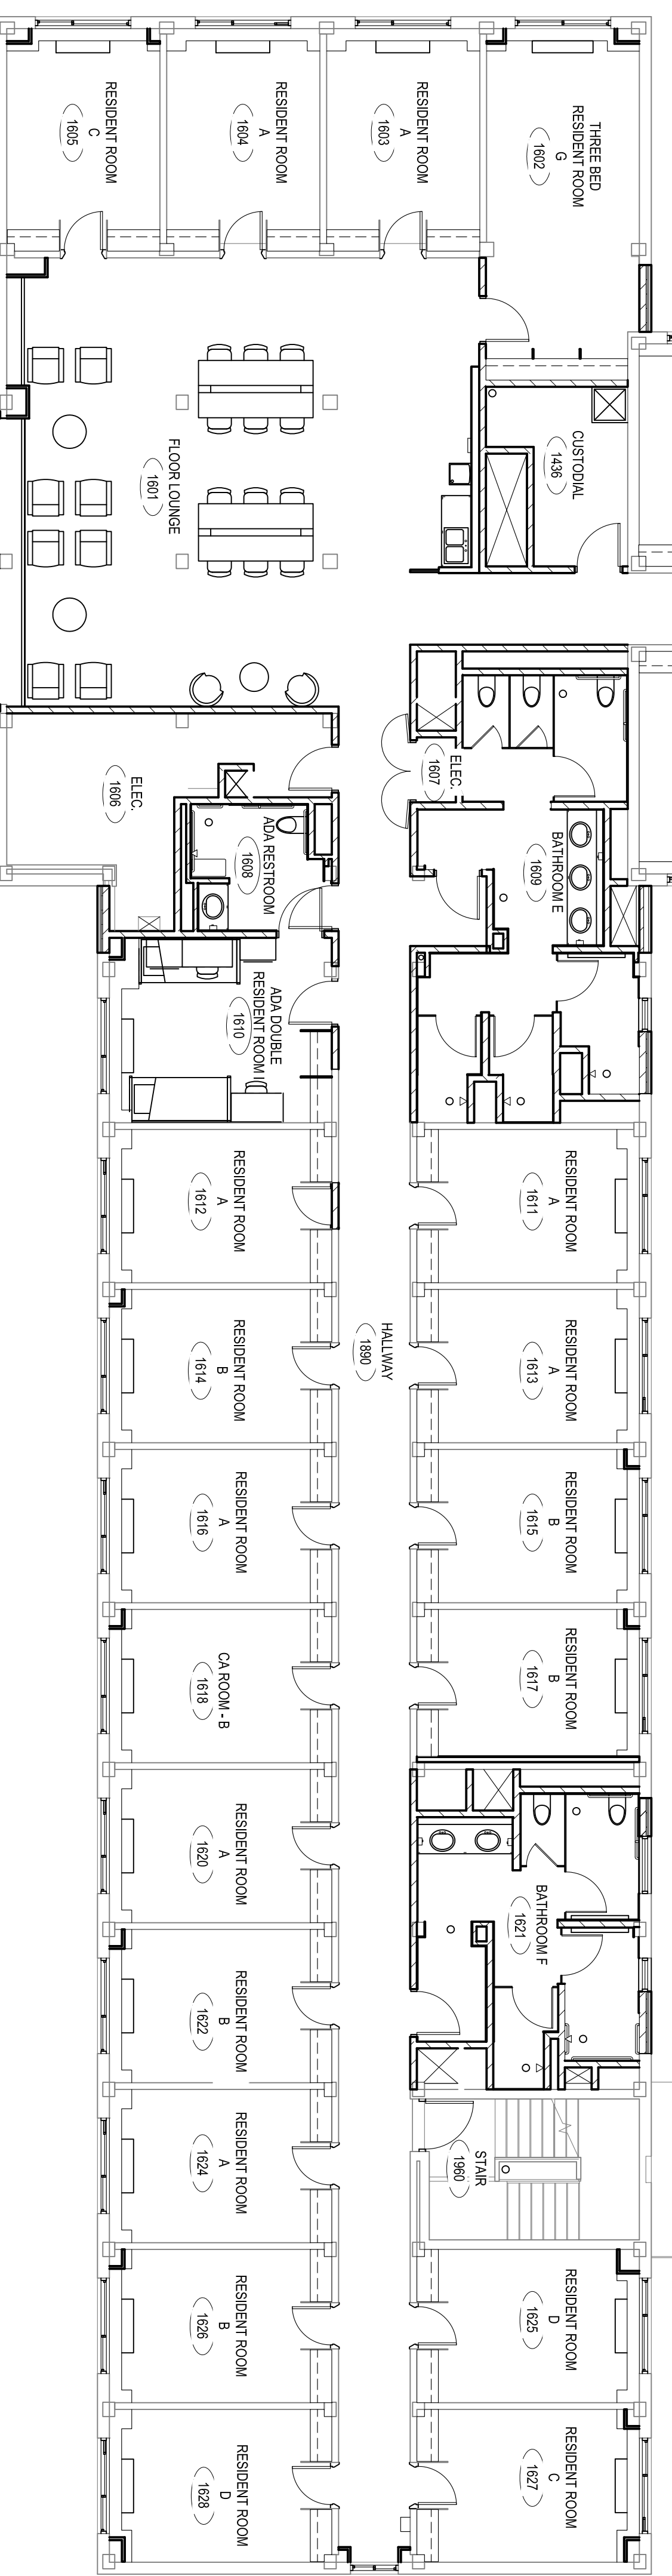 RESIDENT ROOM
C
1605
RESIDENT ROOM
A
1604
RESIDENT ROOM
A
1603
THREE BED
RESIDENT ROOM
G
1602
CUSTODIAL
1436
FLOOR LOUNGE
1601
ELEC.
1607
ELEC.
1606
ADA RESTROOM
1608
BATHROOM E
1609
ADA DOUBLE
RESIDENT ROOM I
1610
RESIDENT ROOM
A
1611
RESIDENT ROOM
A
1612
HALLWAY
1890
RESIDENT ROOM
A
1613
RESIDENT ROOM
B
1614
RESIDENT ROOM
B
1615
RESIDENT ROOM
A
1616
RESIDENT ROOM
B
1617
CA ROOM - B
1618
RESIDENT ROOM
A
1620
BATHROOM F
1621
RESIDENT ROOM
B
1622
STAIR
1960
RESIDENT ROOM
A
1624
RESIDENT ROOM
D
1625
RESIDENT ROOM
B
1626
RESIDENT ROOM
C
1627
RESIDENT ROOM
D
1628